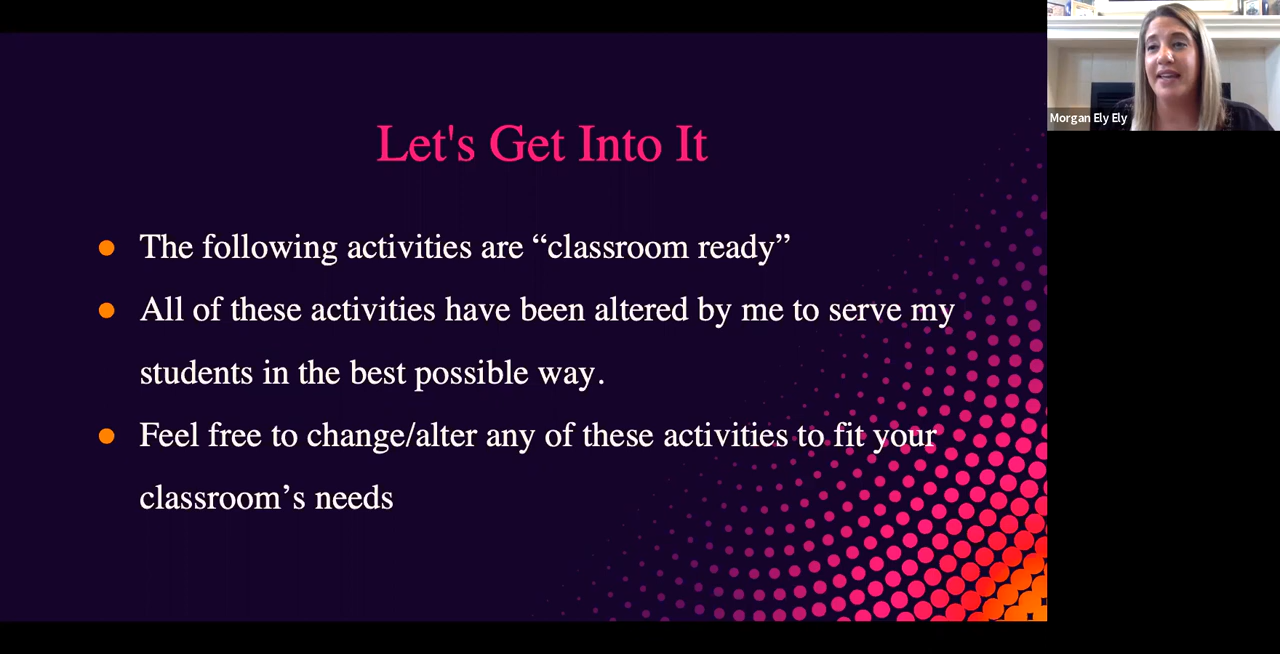 Let's Get Into It
Morgan Ely Ely
The following activities are “classroom ready”
All of these activities have been altered by me to serve my
students in the best possible way.
Feel free to change/alter any of these activities to fit your
classroom’s needs